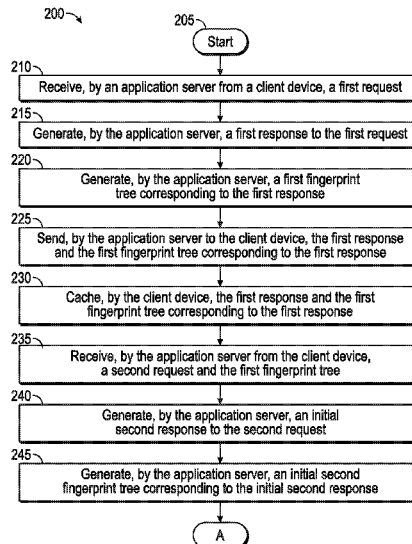 200
205
Start
210
Receive, by an application server from a client device, a first request
215
Generate, by the application server, a first response to the first request
220
Generate, by the application server, a first fingerprint
tree corresponding to the first response
225
Send, by the application server to the client device, the first response
and the first fingerprint tree corresponding to the first response
230
Cache, by the client device, the first response and the first
fingerprint tree corresponding to the first response
235
Receive, by the application server from the client device,
a second request and the first fingerprint tree
240
Generate, by the application server, an initial
second response to the second request
245
Generate, by the application server, an initial second
fingerprint tree corresponding to the initial second response
A